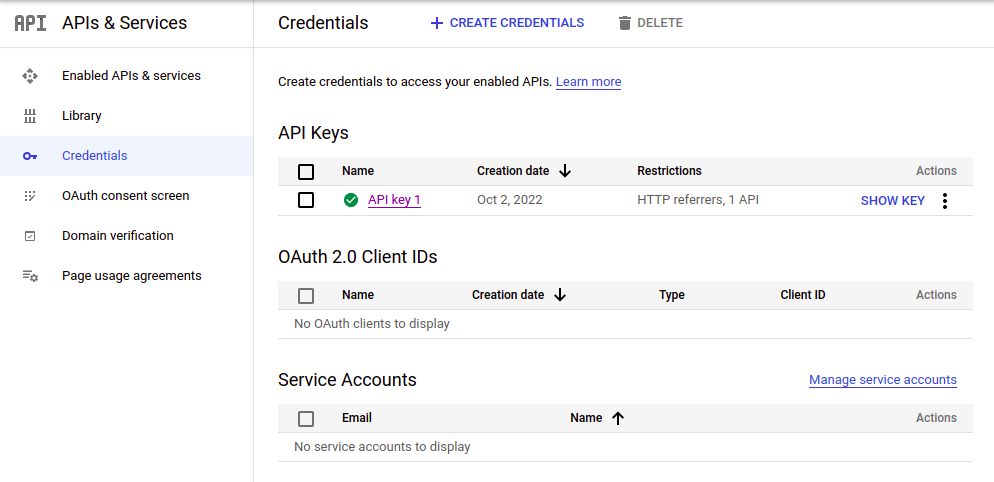 API APIs & Services
Credentials
CREATE CREDENTIALS
DELETE
Enabled APIs & services
Library
Credentials
OAuth consent screen
Domain verification
Page usage agreements
Create credentials to access your enabled APIs. Learn more
API Keys
Name Creation date Restrictions Actions
API key 1 Oct 2, 2022 HTTP referrers, 1 API SHOW KEY
OAuth 2.0 Client IDs
Name Creation date Type Client ID Actions
No OAuth clients to display
Service Accounts Manage service accounts
Email Name Actions
No service accounts to display